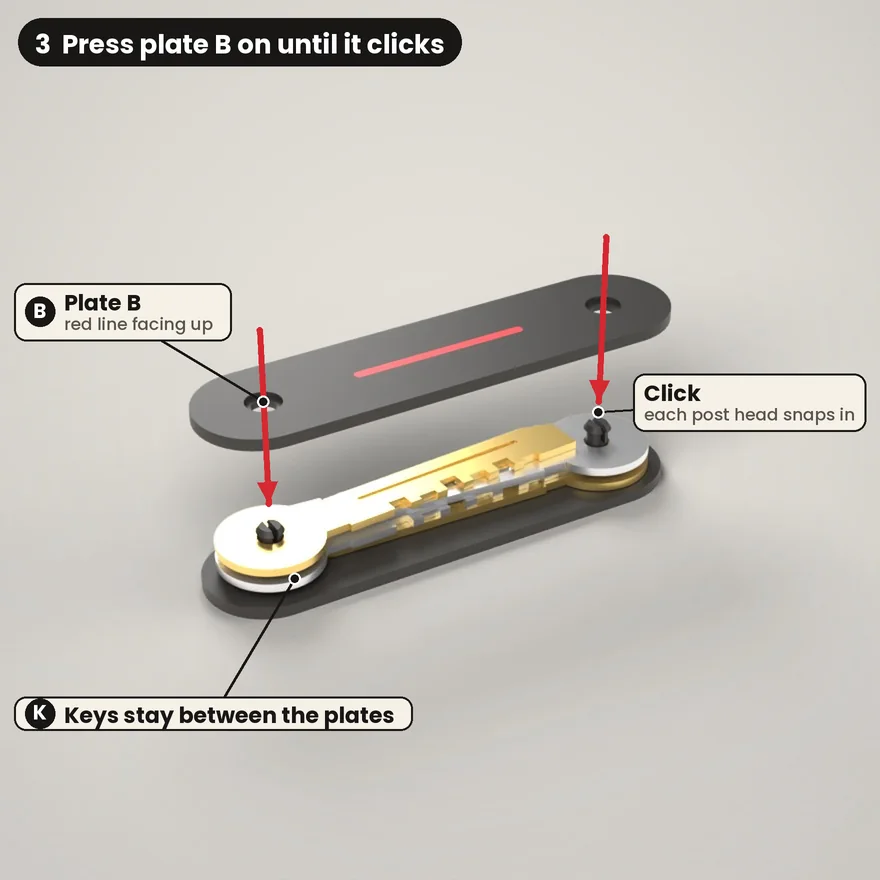 3 Press plate B on until it clicks
B Plate B
red line facing up
Click
each post head snaps in
K Keys stay between the plates